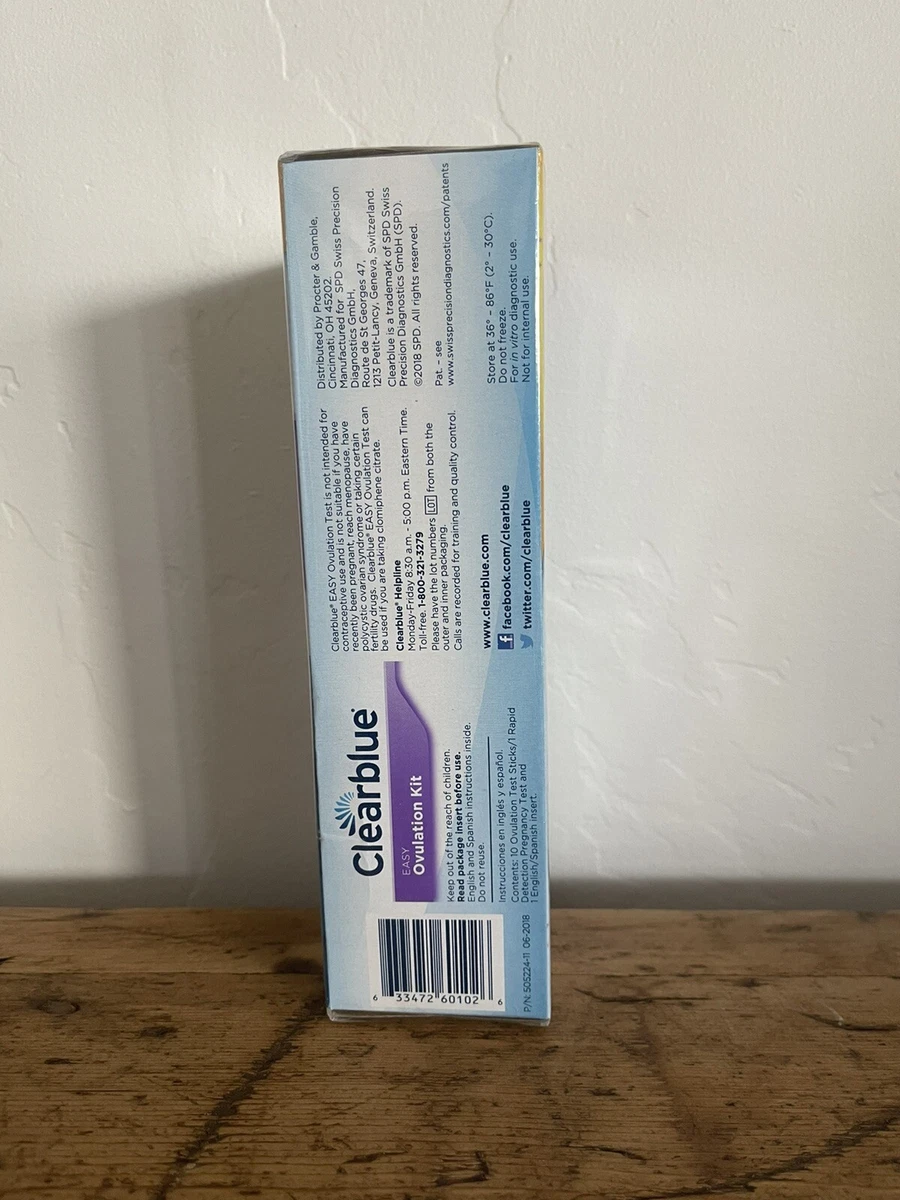 Clearblue®
EASY
Ovulation Kit
Keep out of the reach of children.
Read package insert before use.
English and Spanish instructions inside.
Do not reuse.
Instrucciones en inglés y español.
Contents: 10 Ovulation Test Sticks/1 Rapid
Detection Pregnancy Test and
1 English/Spanish insert.
6 33472 60102 6
P/N: 505224-11 06-2018
Clearblue® EASY Ovulation Test is not intended for
contraceptive use and is not suitable if you have
recently been pregnant, reach menopause, have
polycystic ovarian syndrome or taking certain
fertility drugs. Clearblue® EASY Ovulation Test can
be used if you are taking clomiphene citrate.
Clearblue® Helpline
Monday-Friday 8:30 a.m. - 5:00 p.m. Eastern Time.
Toll-free. 1-800-321-3279
Please have the lot numbers LOT from both the
outer and inner packaging.
Calls are recorded for training and quality control.
www.clearblue.com
f facebook.com/clearblue
twitter.com/clearblue
Distributed by Procter & Gamble,
Cincinnati, OH 45202.
Manufactured for SPD Swiss Precision
Diagnostics GmbH,
Route de St Georges 47,
1213 Petit-Lancy, Geneva, Switzerland.
Clearblue is a trademark of SPD Swiss
Precision Diagnostics GmbH (SPD).
©2018 SPD. All rights reserved.
Pat. - see
www.swissprecisiondiagnostics.com/patents
Store at 36° - 86°F (2° - 30°C).
Do not freeze.
For in vitro diagnostic use.
Not for internal use.